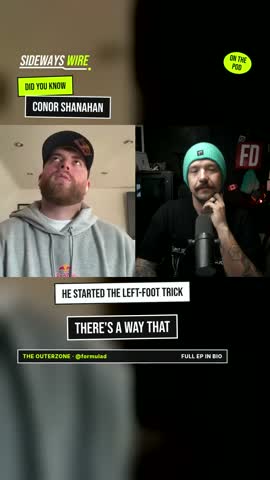 SIDEWAYS WIRE.
ON THE
POD
DID YOU KNOW
CONOR SHANAHAN
FD
HE STARTED THE LEFT-FOOT TRICK
THERE'S A WAY THAT
THE OUTERZONE - @formulad
FULL EP IN BIO